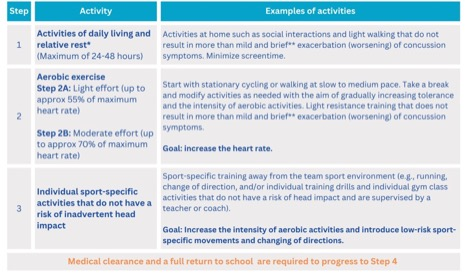 Step Activity Examples of activities
1
Activities of daily living and
relative rest*
(Maximum of 24-48 hours)
Activities at home such as social interactions and light walking that do not
result in more than mild and brief** exacerbation (worsening) of concussion
symptoms. Minimize screentime.
2
Aerobic exercise
Step 2A: Light effort (up to
approx 55% of maximum
heart rate)
Step 2B: Moderate effort (up
to approx 70% of maximum
heart rate)
Start with stationary cycling or walking at slow to medium pace. Take a break
and modify activities as needed with the aim of gradually increasing tolerance
and the intensity of aerobic activities. Light resistance training that does not
result in more than mild and brief** exacerbation (worsening) of concussion
symptoms.
Goal: increase the heart rate.
3
Individual sport-specific
activities that do not have a
risk of inadvertent head
impact
Sport-specific training away from the team sport environment (e.g., running,
change of direction, and/or individual training drills and individual gym class
activities that do not have a risk of head impact and are supervised by a
teacher or coach).
Goal: Increase the intensity of aerobic activities and introduce low-risk sport-
specific movements and changing of directions.
Medical clearance and a full return to school are required to progress to Step 4